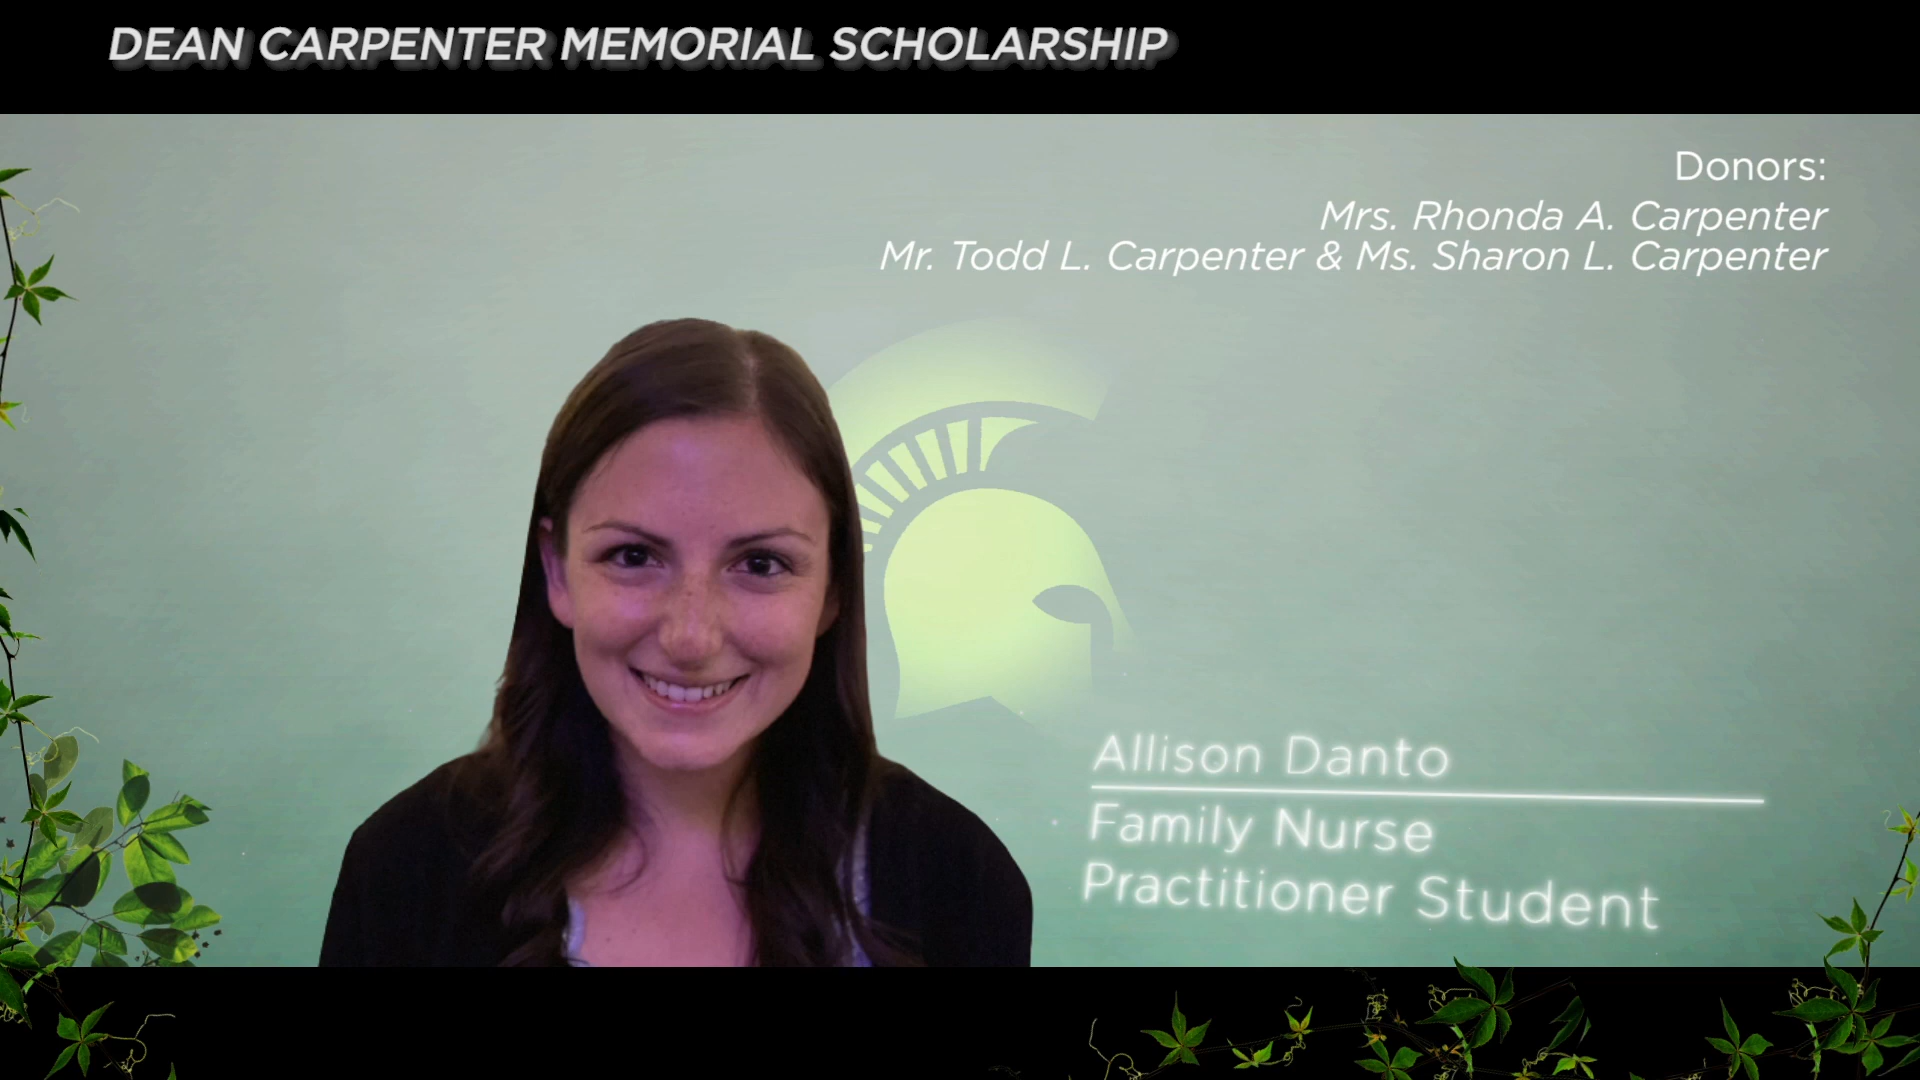 DEAN CARPENTER MEMORIAL SCHOLARSHIP
Donors:
Mrs. Rhonda A. Carpenter
Mr. Todd L. Carpenter & Ms. Sharon L. Carpenter
Allison Danto
Family Nurse
Practitioner Student